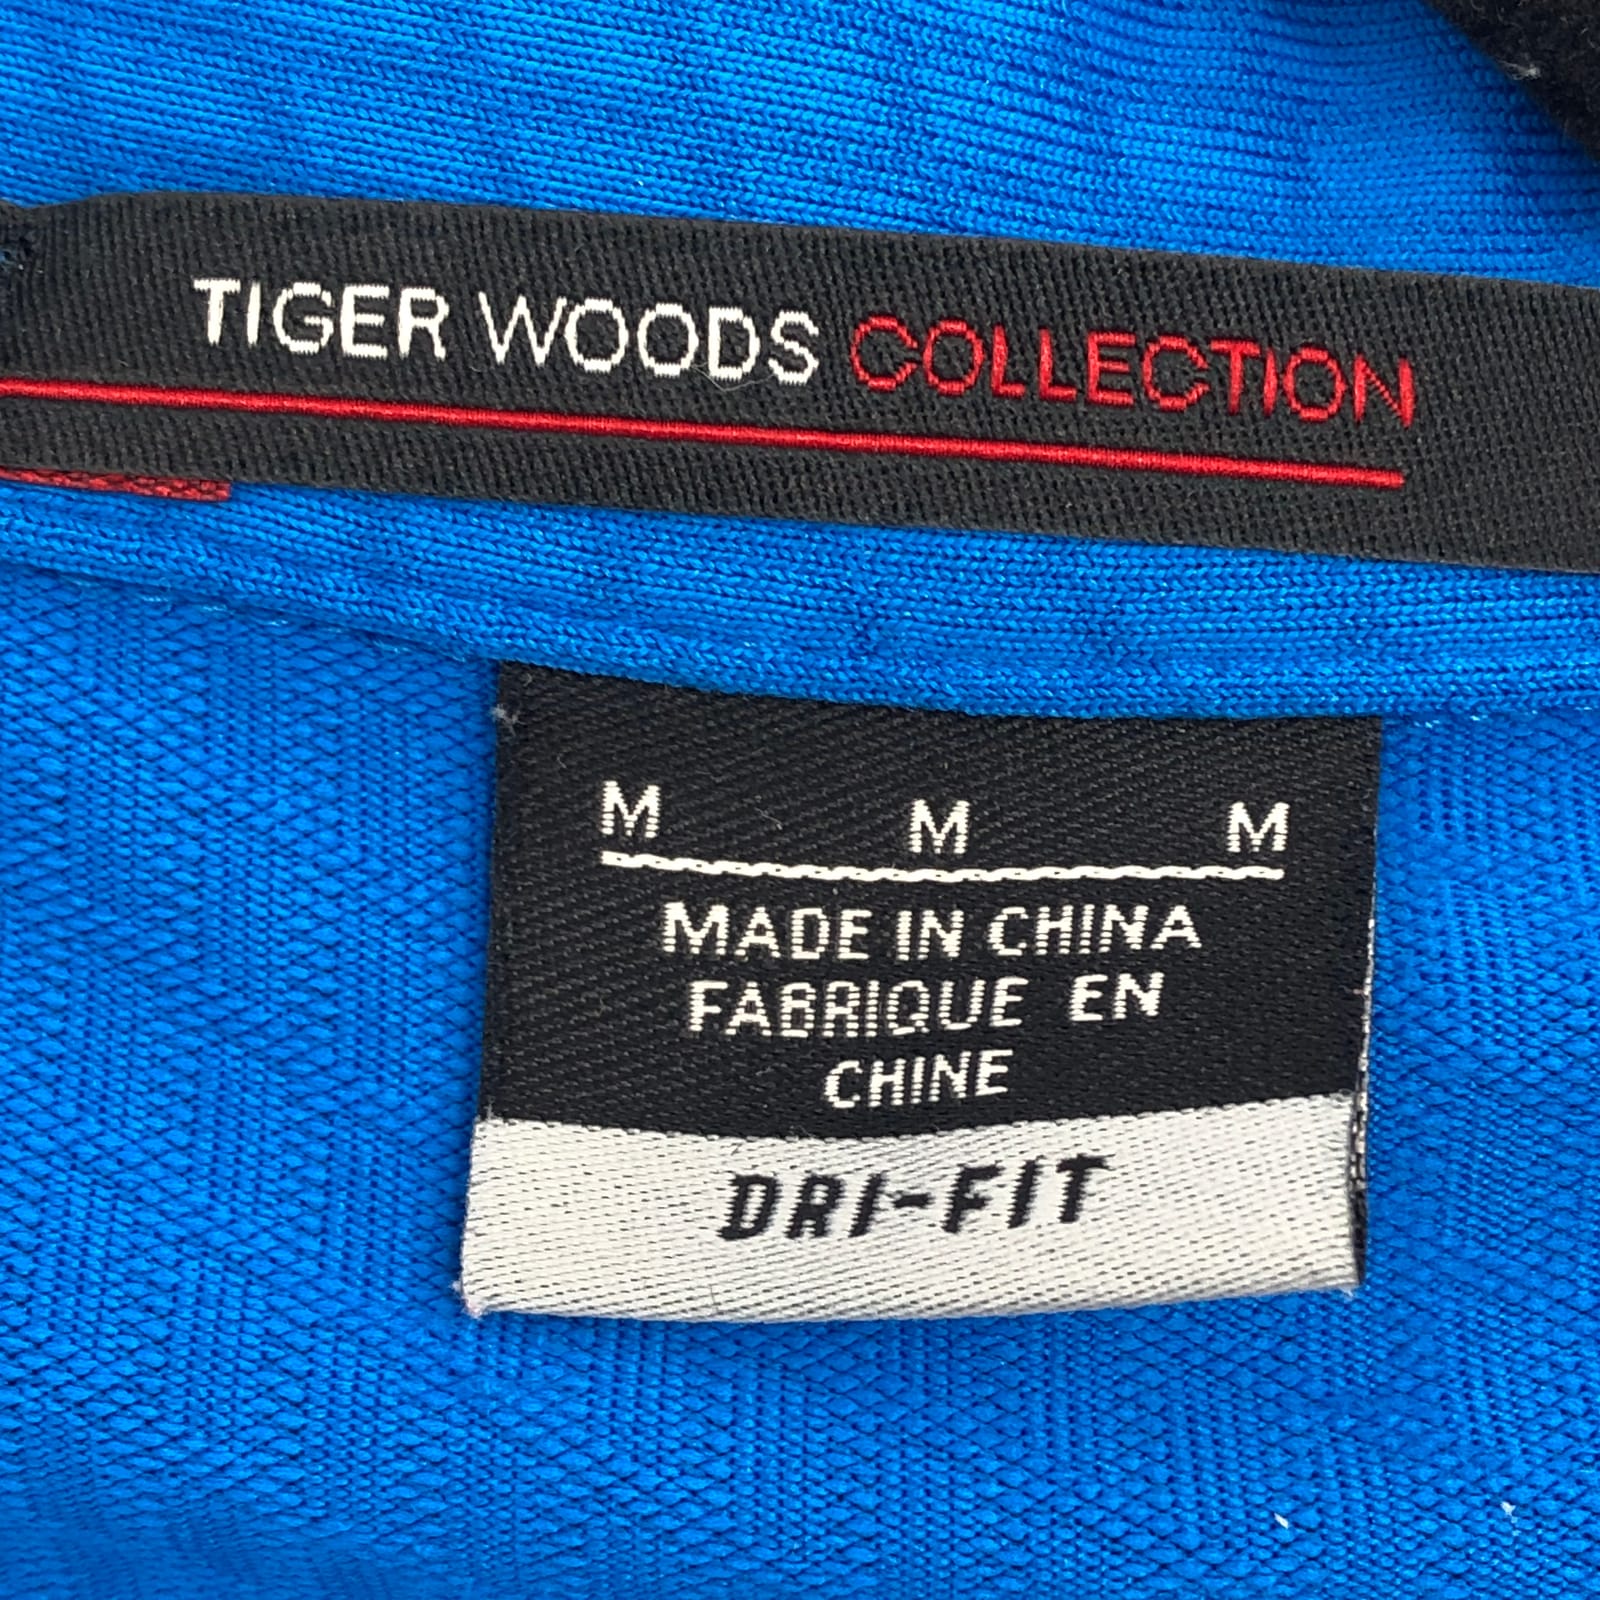 TIGER WOODS COLLECTION
M M M
MADE IN CHINA
FABRIQUE EN
CHINE
DRI-FIT